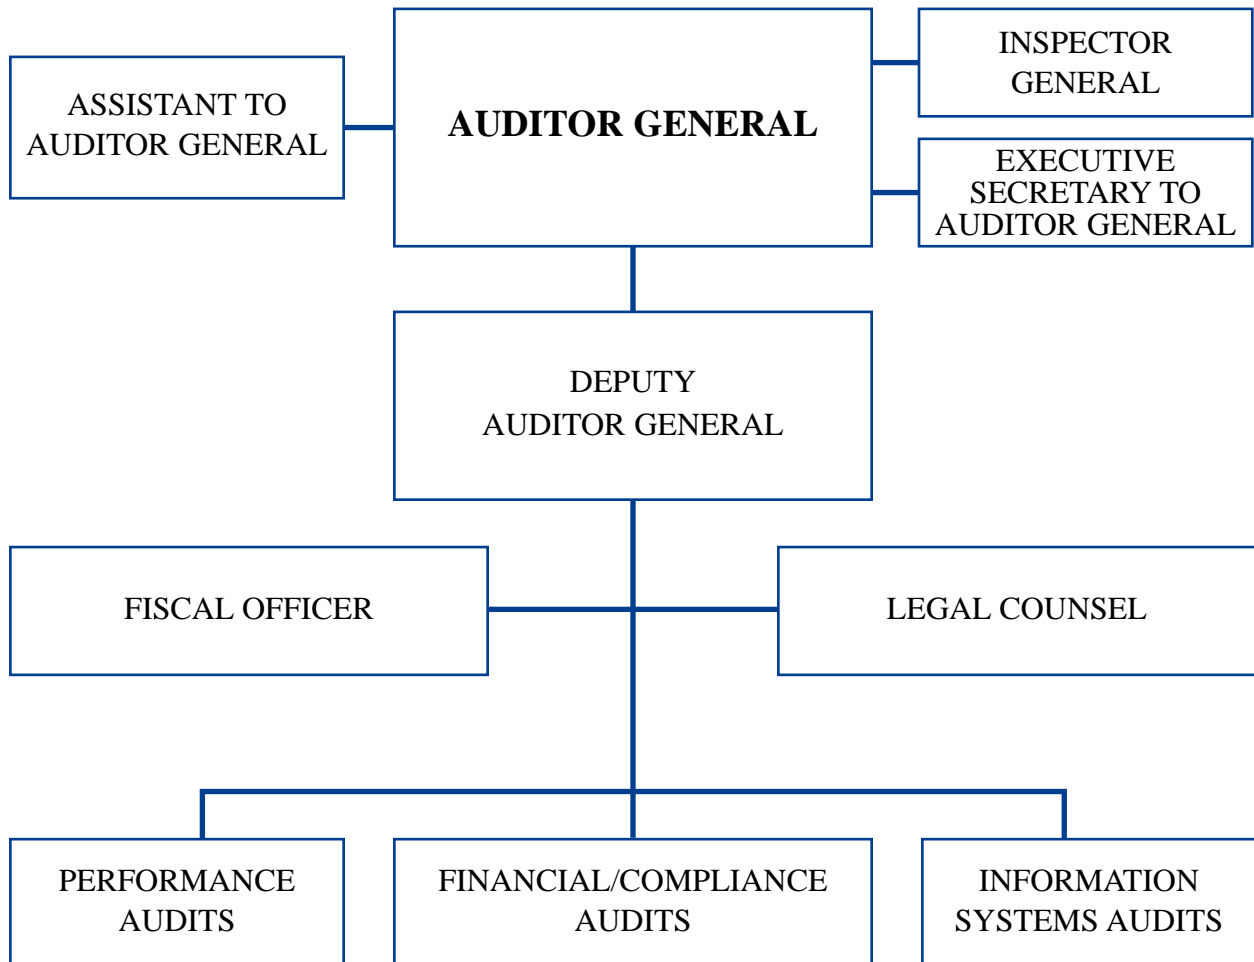 ASSISTANT TO
AUDITOR GENERAL
AUDITOR GENERAL
INSPECTOR
GENERAL
EXECUTIVE
SECRETARY TO
AUDITOR GENERAL
DEPUTY
AUDITOR GENERAL
FISCAL OFFICER
LEGAL COUNSEL
PERFORMANCE
AUDITS
FINANCIAL/COMPLIANCE
AUDITS
INFORMATION
SYSTEMS AUDITS